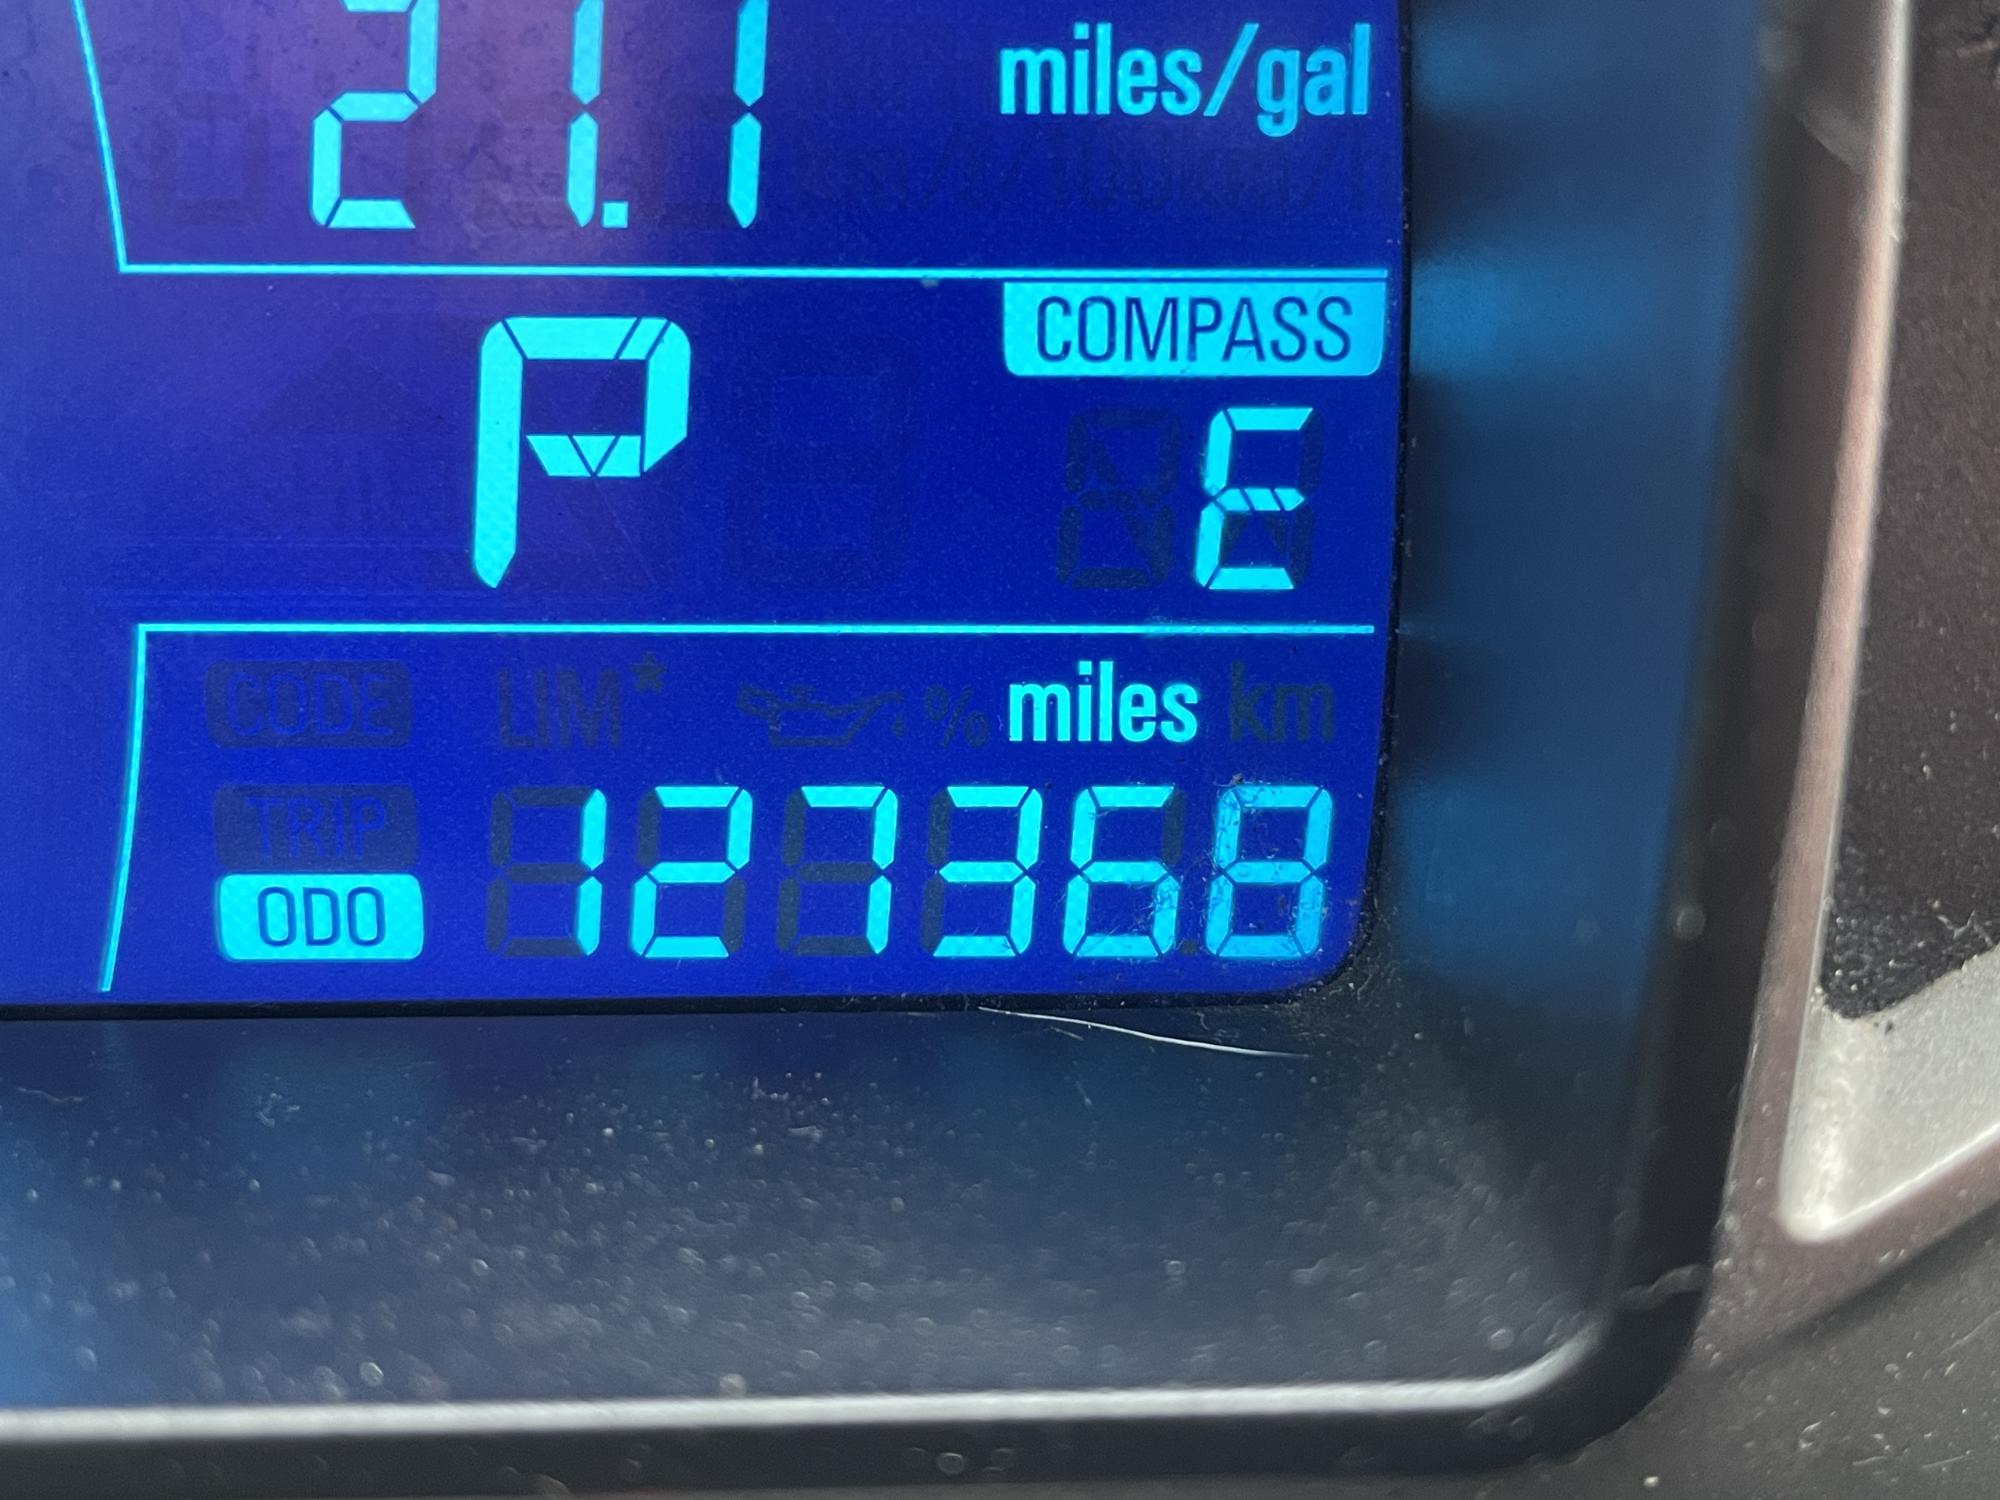 21.1 miles/gal
COMPASS
P E
CODE LIM* % miles km
TRIP
ODO 127368